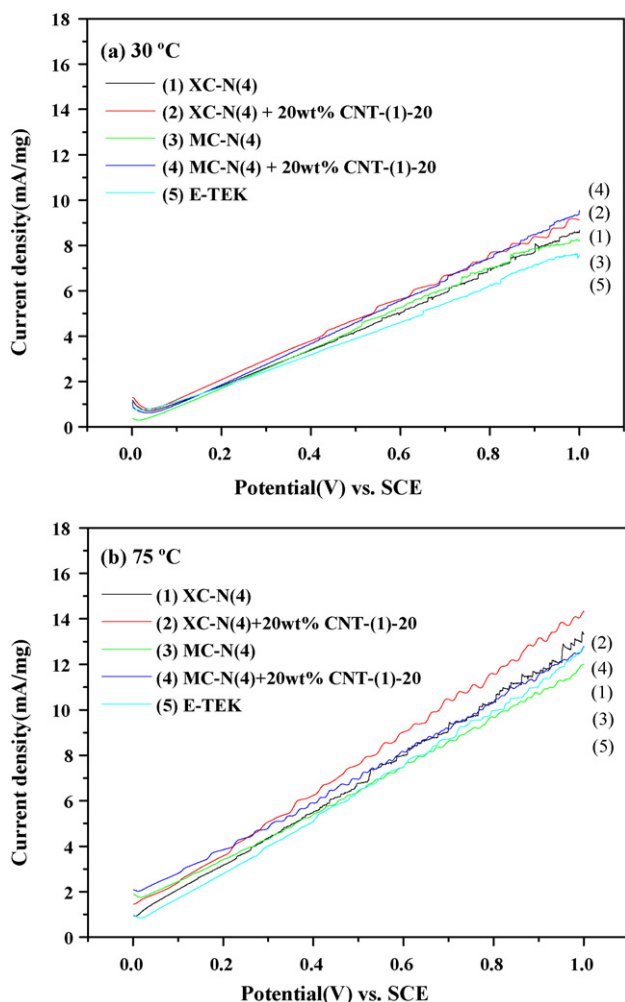 (a) 30 °C
(1) XC-N(4)
(2) XC-N(4) + 20wt% CNT-(1)-20
(3) MC-N(4)
(4) MC-N(4) + 20wt% CNT-(1)-20
(5) E-TEK
18
16
14
12
10
8
6
4
2
0
Current density(mA/mg)
(4)
(2)
(1)
(3)
(5)
0.0 0.2 0.4 0.6 0.8 1.0
Potential(V) vs. SCE
(b) 75 °C
(1) XC-N(4)
(2) XC-N(4)+20wt% CNT-(1)-20
(3) MC-N(4)
(4) MC-N(4)+20wt% CNT-(1)-20
(5) E-TEK
18
16
14
12
10
8
6
4
2
0
Current density(mA/mg)
(2)
(4)
(1)
(3)
(5)
0.0 0.2 0.4 0.6 0.8 1.0
Potential(V) vs. SCE